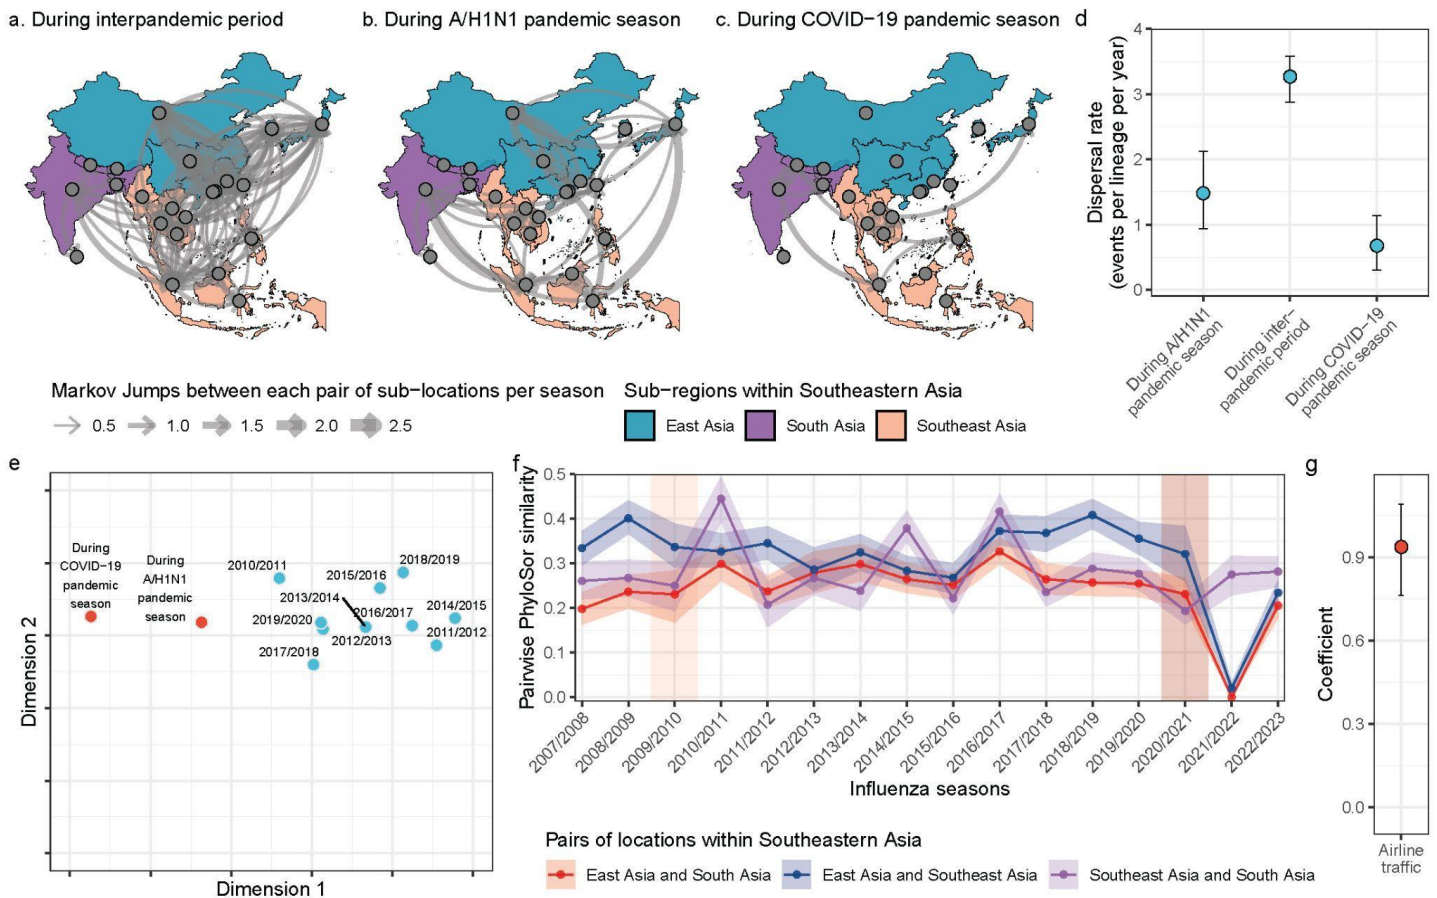 a. During interpandemic period
b. During A/H1N1 pandemic season
c. During COVID−19 pandemic season
d
4
3
2
1
0
Dispersal rate
(events per lineage per year)
During A/H1N1
pandemic season
During inter−
pandemic period
During COVID−19
pandemic season
Markov Jumps between each pair of sub−locations per season
0.5
1.0
1.5
2.0
2.5
Sub−regions within Southeastern Asia
East Asia
South Asia
Southeast Asia
e
Dimension 2
During
COVID−19
pandemic
season
During
A/H1N1
pandemic
season
2010/2011
2018/2019
2015/2016
2013/2014
2016/2017
2014/2015
2019/2020
2012/2013
2011/2012
2017/2018
Dimension 1
f
Pairwise PhyloSor similarity
0.5
0.4
0.3
0.2
0.1
0.0
2007/2008
2008/2009
2009/2010
2010/2011
2011/2012
2012/2013
2013/2014
2014/2015
2015/2016
2016/2017
2017/2018
2018/2019
2019/2020
2020/2021
2021/2022
2022/2023
Influenza seasons
Pairs of locations within Southeastern Asia
East Asia and South Asia
East Asia and Southeast Asia
Southeast Asia and South Asia
g
Coefficient
0.9
0.6
0.3
0.0
Airline
traffic